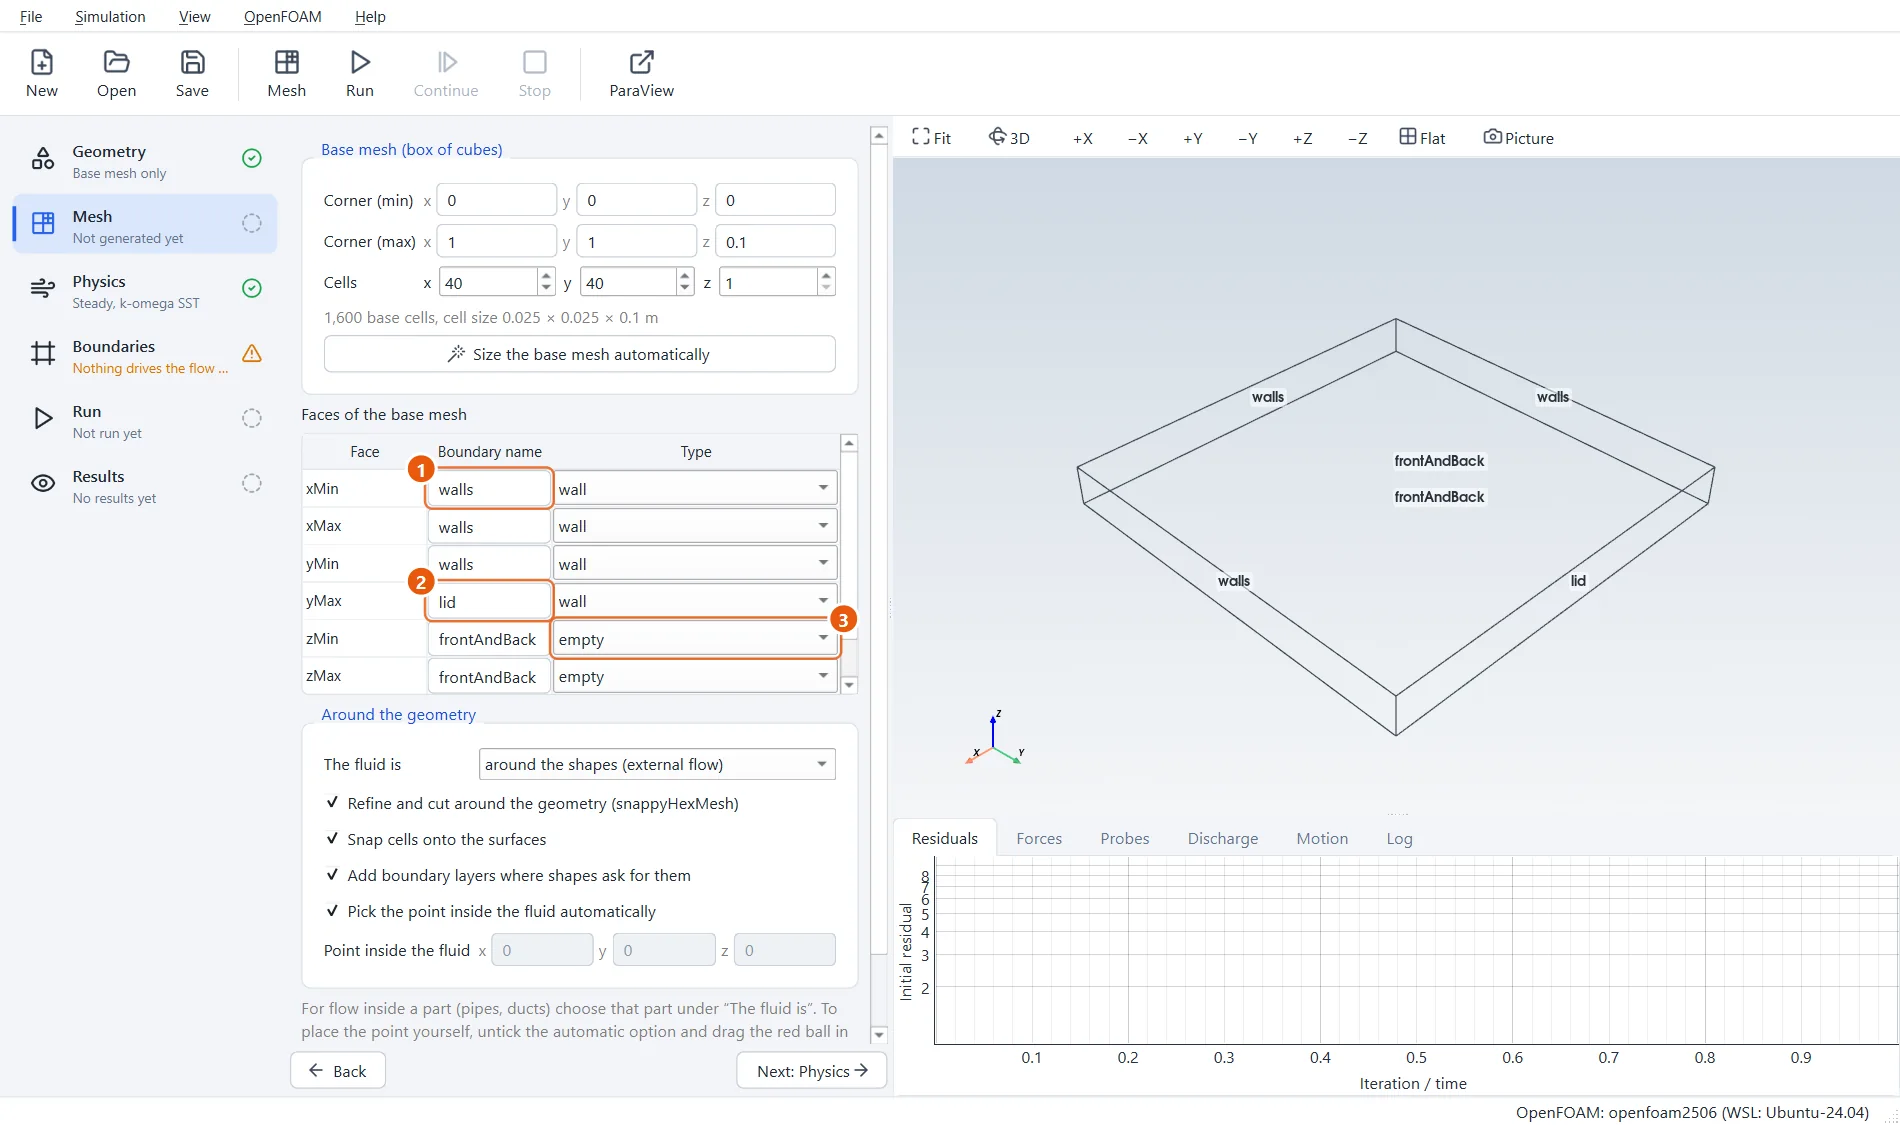 File Simulation View OpenFOAM Help
New Open Save Mesh Run Continue Stop ParaView
Geometry
Base mesh only
Mesh
Not generated yet
Physics
Steady, k-omega SST
Boundaries
Nothing drives the flow ...
Run
Not run yet
Results
No results yet
Base mesh (box of cubes)
Corner (min) x 0 y 0 z 0
Corner (max) x 1 y 1 z 0.1
Cells x 40 y 40 z 1
1,600 base cells, cell size 0.025 × 0.025 × 0.1 m
Size the base mesh automatically
Faces of the base mesh
Face Boundary name Type
1
xMin walls wall
xMax walls wall
yMin walls wall
2
yMax lid wall
3
zMin frontAndBack empty
zMax frontAndBack empty
Around the geometry
The fluid is around the shapes (external flow)
Refine and cut around the geometry (snappyHexMesh)
Snap cells onto the surfaces
Add boundary layers where shapes ask for them
Pick the point inside the fluid automatically
Point inside the fluid x 0 y 0 z 0
For flow inside a part (pipes, ducts) choose that part under “The fluid is”. To
place the point yourself, untick the automatic option and drag the red ball in
Back Next: Physics
Fit 3D +X −X +Y −Y +Z −Z Flat Picture
walls walls
frontAndBack
frontAndBack
walls lid
Z
X Y
Residuals Forces Probes Discharge Motion Log
8
7
6
5
4
3
2
Initial residual
0.1 0.2 0.3 0.4 0.5 0.6 0.7 0.8 0.9
Iteration / time
OpenFOAM: openfoam2506 (WSL: Ubuntu-24.04)